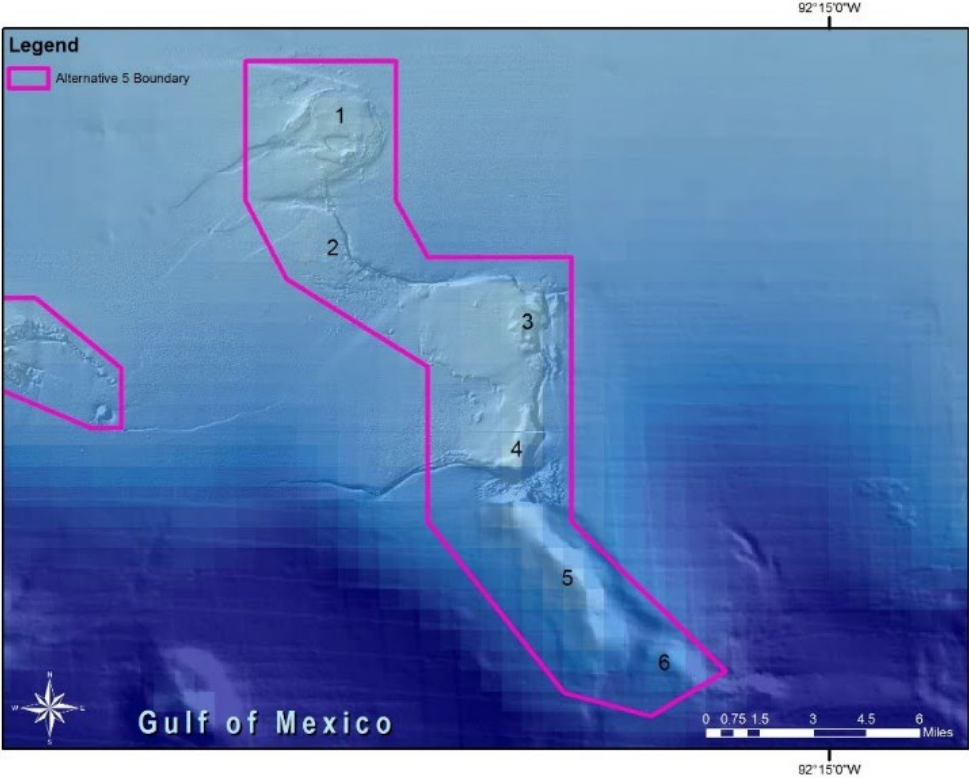 92°15'0"W
Legend
Alternative 5 Boundary
1
2
3
4
5
6
N
W E
S
Gulf of Mexico
0 0.75 1.5 3 4.5 6
Miles
92°15'0"W